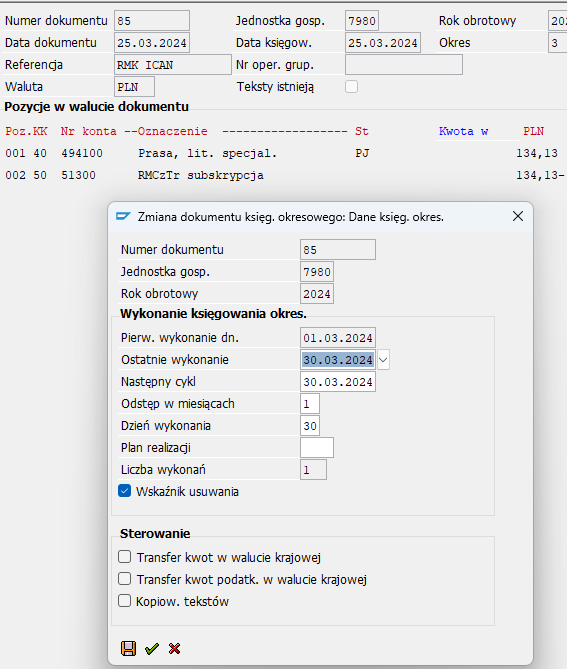 Numer dokumentu 85 Jednostka gosp. 7980 Rok obrotowy 202
Data dokumentu 25.03.2024 Data księgow. 25.03.2024 Okres 3
Referencja RMK ICAN Nr oper. grup.
Waluta PLN Teksty istnieją
Pozycje w walucie dokumentu
Poz.KK Nr konta --Oznaczenie ------------------ St Kwota w PLN
001 40 494100 Prasa, lit. specjal. PJ 134,13
002 50 51300 RMCzTr subskrypcja 134,13-
Zmiana dokumentu księg. okresowego: Dane księg. okres.
Numer dokumentu 85
Jednostka gosp. 7980
Rok obrotowy 2024
Wykonanie księgowania okres.
Pierw. wykonanie dn. 01.03.2024
Ostatnie wykonanie 30.03.2024
Następny cykl 30.03.2024
Odstęp w miesiącach 1
Dzień wykonania 30
Plan realizacji
Liczba wykonań 1
Wskaźnik usuwania
Sterowanie
Transfer kwot w walucie krajowej
Transfer kwot podatk. w walucie krajowej
Kopiow. tekstów